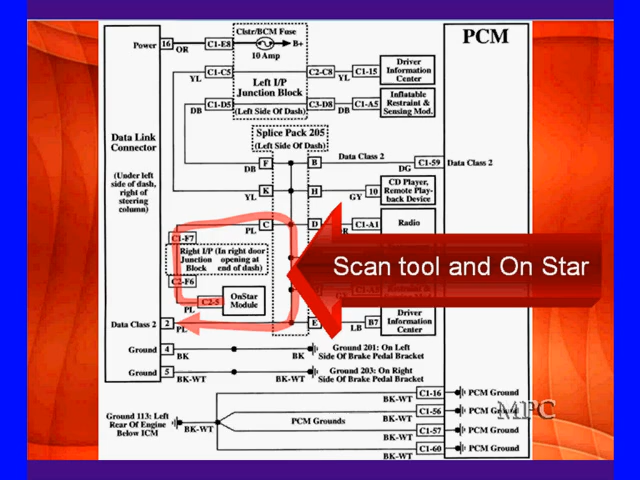 PCM
Clstr/BCM Fuse
Power 16 OR C1-E8 B+
10 Amp
YL C1-C5 C2-C8 YL C1-15 Driver
Information
Center
Left I/P
Junction Block
(Left Side Of Dash)
DB C1-D5 C3-D8 DB C1-A5 Inflatable
Restraint &
Sensing Mod.
Data Link
Connector
(Under left
side of dash,
right of
steering
column)
Splice Pack 205
(Left Side Of Dash)
DB F B Data Class 2 DG C1-59 Data Class 2
YL K H GY 10 CD Player,
Remote Play-
back Device
PL C D C1-A1 Radio
C1-F7
Right I/P (In right door
Junction opening at
Block end of dash)
C2-F6
PL C2-5 OnStar
Module
Scan tool and On Star
Data Class 2 2 PL E LB B7 Driver
Information
Center
Ground 4 BK BK Ground 201: On Left
Side Of Brake Pedal Bracket
Ground 5 BK-WT BK-WT Ground 203: On Right
Side Of Brake Pedal Bracket
BK-WT C1-16 PCM Ground
Ground 113: Left
Rear Of Engine
Below ICM
BK-WT PCM Grounds
BK-WT C1-56 PCM Ground
MPC
BK-WT C1-57 PCM Ground
BK-WT C1-60 PCM Ground